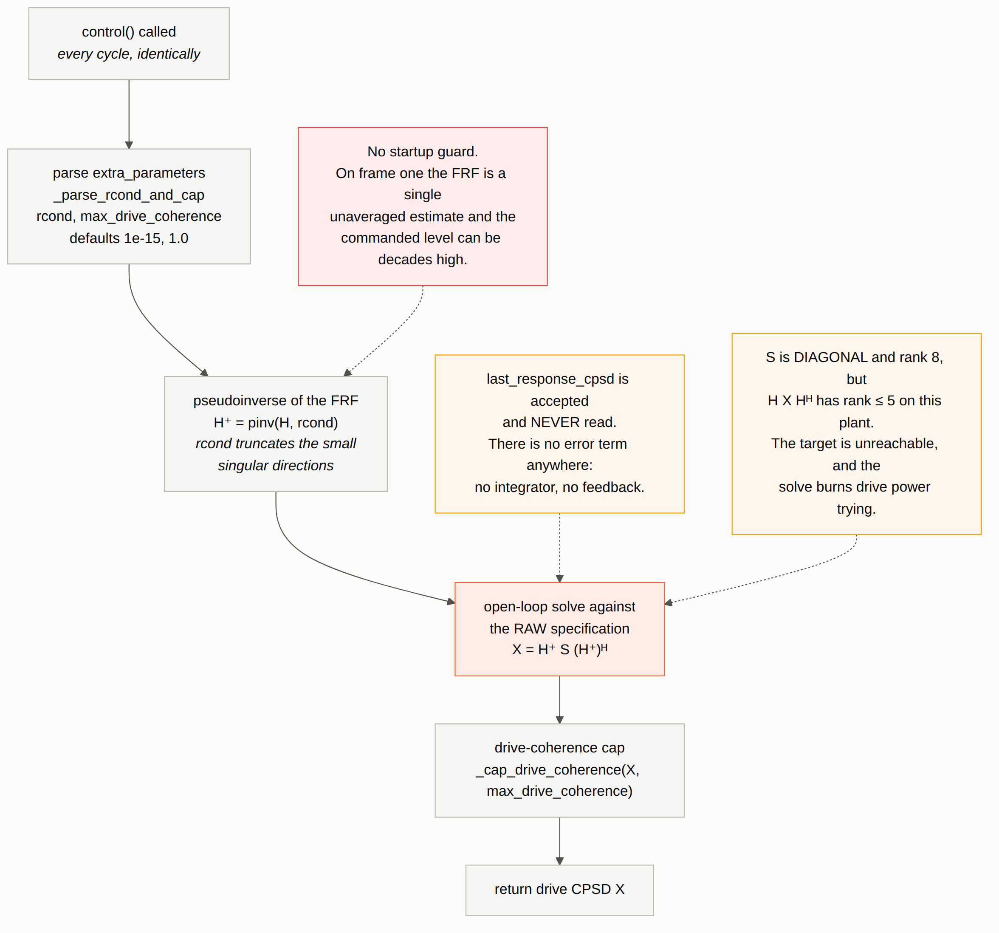 control() called
every cycle, identically
parse extra_parameters
_parse_rcond_and_cap
rcond, max_drive_coherence
defaults 1e-15, 1.0
No startup guard.
On frame one the FRF is a
single
unaveraged estimate and the
commanded level can be
decades high.
pseudoinverse of the FRF
H⁺ = pinv(H, rcond)
rcond truncates the small
singular directions
last_response_cpsd is
accepted
and NEVER read.
There is no error term
anywhere:
no integrator, no feedback.
S is DIAGONAL and rank 8,
but
H X Hᴴ has rank ≤ 5 on this
plant.
The target is unreachable,
and the
solve burns drive power
trying.
open-loop solve against
the RAW specification
X = H⁺ S (H⁺)ᴴ
drive-coherence cap
_cap_drive_coherence(X,
max_drive_coherence)
return drive CPSD X